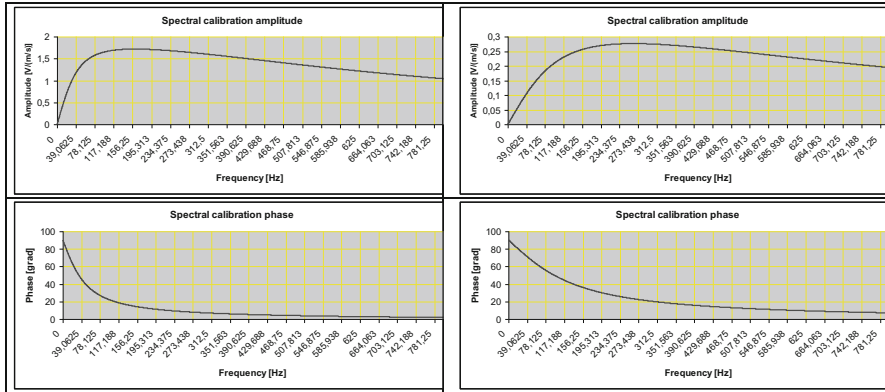 Spectral calibration amplitude
Amplitude [V/(m/s)]
2
1,5
1
0,5
0
0 39,0625 78,125 117,188 156,25 195,313 234,375 273,438 312,5 351,563 390,625 429,688 468,75 507,813 546,875 585,938 625 664,063 703,125 742,188 781,25
Frequency [Hz]
Spectral calibration amplitude
Amplitude [V/(m/s)]
0,3
0,25
0,2
0,15
0,1
0,05
0
0 39,0625 78,125 117,188 156,25 195,313 234,375 273,438 312,5 351,563 390,625 429,688 468,75 507,813 546,875 585,938 625 664,063 703,125 742,188 781,25
Frequency [Hz]
Spectral calibration phase
Phase [grad]
100
80
60
40
20
0
0 39,0625 78,125 117,188 156,25 195,313 234,375 273,438 312,5 351,563 390,625 429,688 468,75 507,813 546,875 585,938 625 664,063 703,125 742,188 781,25
Frequency [Hz]
Spectral calibration phase
Phase [grad]
100
80
60
40
20
0
0 39,0625 78,125 117,188 156,25 195,313 234,375 273,438 312,5 351,563 390,625 429,688 468,75 507,813 546,875 585,938 625 664,063 703,125 742,188 781,25
Frequency [Hz]